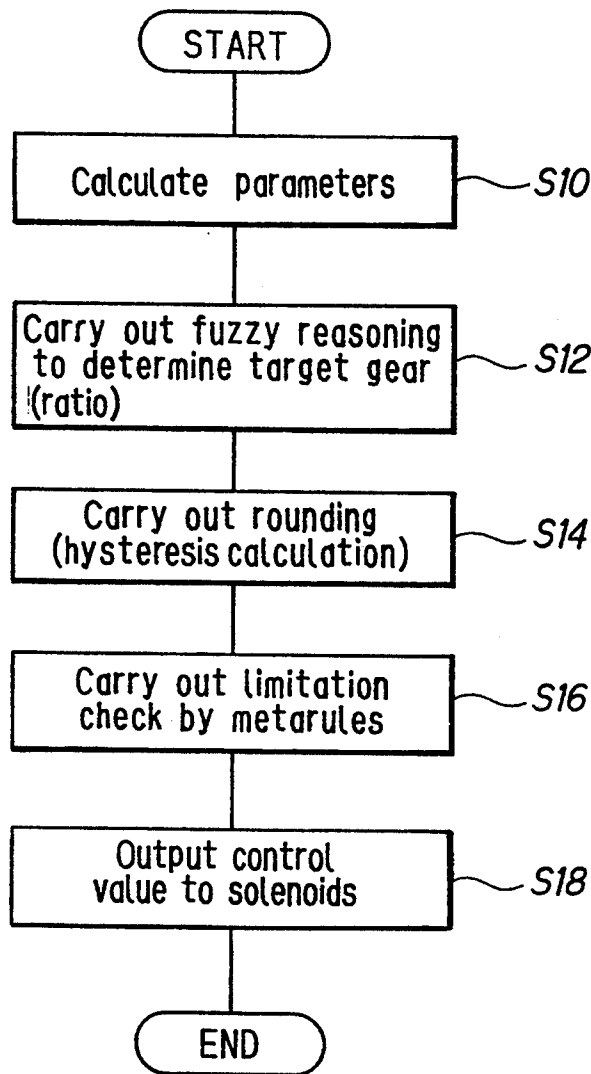 START
Calculate parameters
S10
Carry out fuzzy reasoning
to determine target gear
(ratio)
S12
Carry out rounding
(hysteresis calculation)
S14
Carry out limitation
check by metarules
S16
Output control
value to solenoids
S18
END